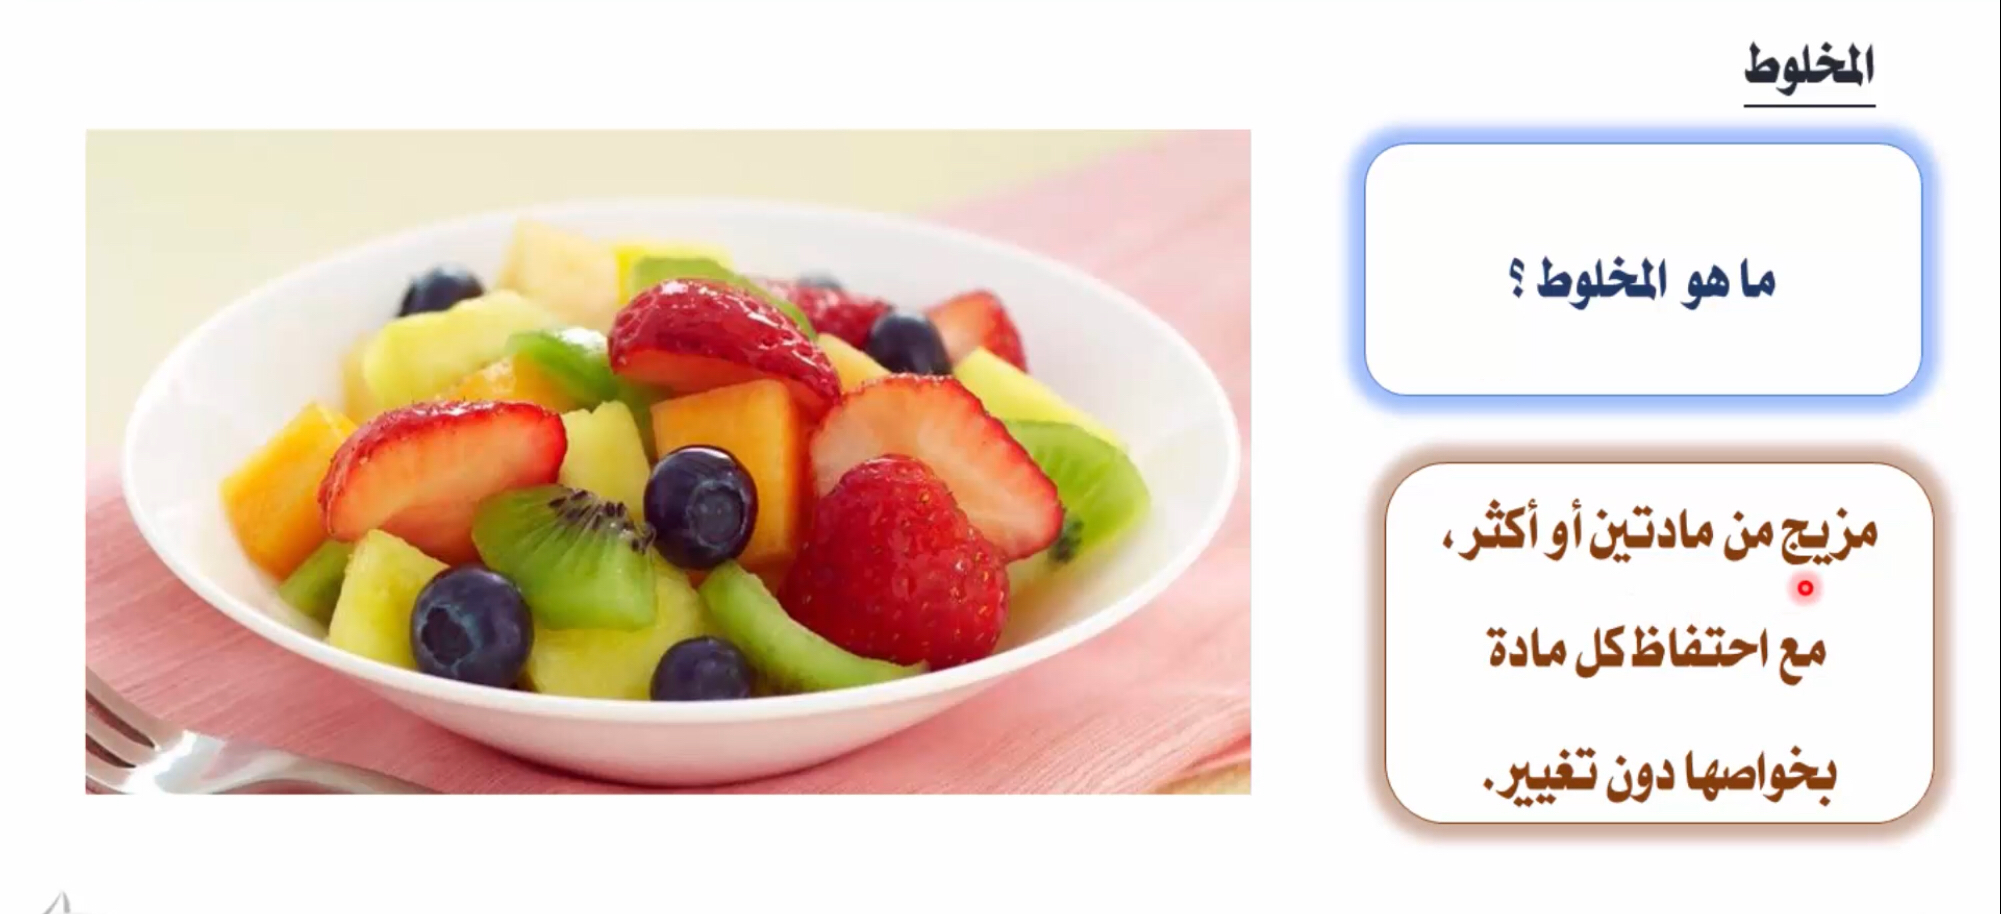 المخلوط
ما هو المخلوط ؟
مزيج من مادتين أو أكثر ،
مع احتفاظ كل مادة
بخواصها دون تغيير.